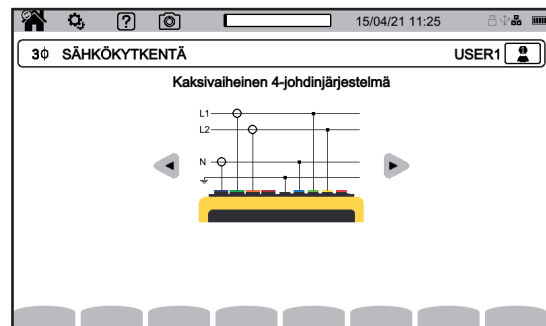 ? 15/04/21 11:25
3Φ SÄHKÖKYTKENTÄ USER1
Kaksivaiheinen 4-johdinjärjestelmä
L1
L2
N